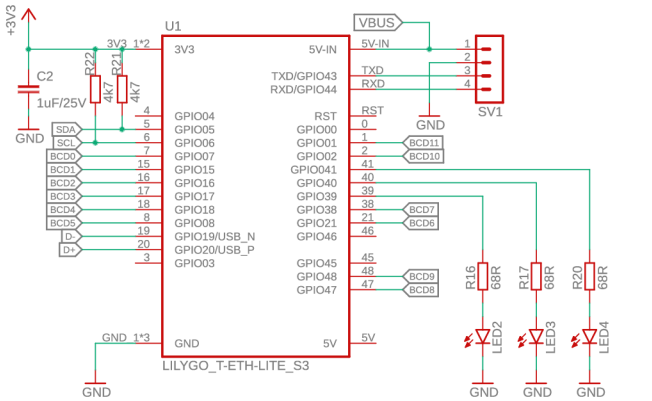 +3V3
U1
VBUS
3V3 1*2 3V3 5V-IN 5V-IN 1
2
R22 R21
C2 TXD/GPIO43 TXD 3
1uF/25V 4k7 4k7 RXD/GPIO44 RXD 4
SV1
4 GPIO04 RST RST
GND SDA 5 GPIO05 GPIO00 0 GND
SCL 6 GPIO06 GPIO01 1 BCD11
BCD0 7 GPIO07 GPIO02 2 BCD10
BCD1 15 GPIO15 GPIO041 41
BCD2 16 GPIO16 GPIO40 40
BCD3 17 GPIO17 GPIO39 39
BCD4 18 GPIO18 GPIO38 38 BCD7
BCD5 8 GPIO08 GPIO21 21 BCD6
D- 19 GPIO19/USB_N GPIO46 46
D+ 20 GPIO20/USB_P
3 GPIO03 GPIO45 45
GPIO48 48 BCD9
GPIO47 47 BCD8
R16 68R R17 68R R20 68R
GND 1*3 GND 5V 5V
LED2 LED3 LED4
LILYGO_T-ETH-LITE_S3
GND GND GND GND